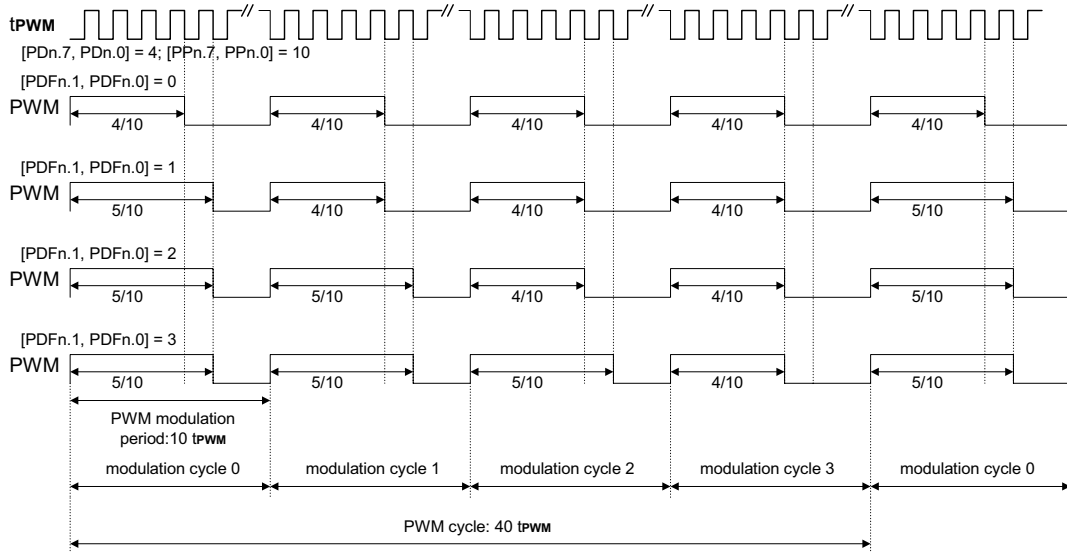 tPWM
[PDn.7, PDn.0] = 4; [PPn.7, PPn.0] = 10
[PDFn.1, PDFn.0] = 0
PWM
4/10 4/10 4/10 4/10 4/10
[PDFn.1, PDFn.0] = 1
PWM
5/10 4/10 4/10 4/10 5/10
[PDFn.1, PDFn.0] = 2
PWM
5/10 5/10 4/10 4/10 5/10
[PDFn.1, PDFn.0] = 3
PWM
5/10 5/10 5/10 4/10 5/10
PWM modulation
period:10 tPWM
modulation cycle 0 modulation cycle 1 modulation cycle 2 modulation cycle 3 modulation cycle 0
PWM cycle: 40 tPWM